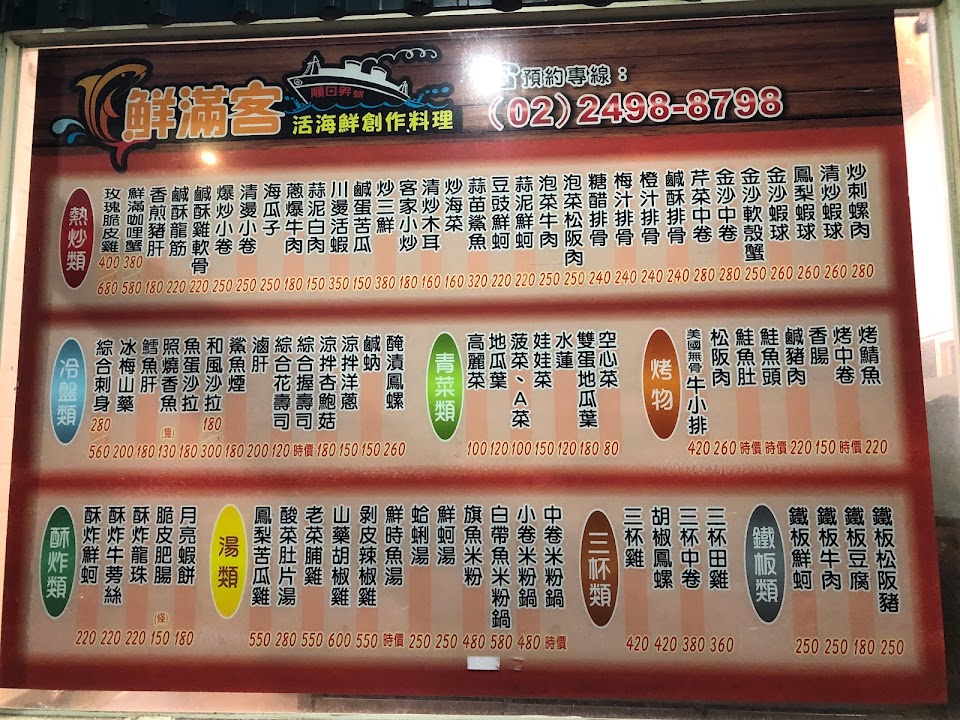 鮮滿客
蘭日昇號
活海鮮創作料理
預約專線：
(02)2498-8798
熱炒類
玫瑰脆皮雞 400 680
鮮滿咖哩蟹 380 580
香煎豬肝 180
鹹酥龍筋 220
鹹酥雞軟骨 220
爆炒小卷 250
清燙小卷 250
海瓜子 250
蔥爆牛肉 180
蒜泥白肉 150
川燙活蝦 350
鹹蛋苦瓜 150
炒三鮮 380
客家小炒 180
清炒木耳 160
炒海菜 160
蒜苗鯊魚 320
豆豉鮮蚵 220
蒜泥鮮蚵 220
泡菜牛肉 250
泡菜松阪肉 250
糖醋排骨 240
梅汁排骨 240
橙汁排骨 240
鹹酥排骨 240
芹菜中卷 280
金沙中卷 280
金沙軟殼蟹 250
金沙蝦球 260
鳳梨蝦球 260
清炒蝦球 260
炒刺螺肉 280
冷盤類
綜合刺身 280 560
冰梅山藥 200
鱈魚肝 180
照燒香魚 (隻) 130
魚蛋沙拉 180
和風沙拉 180 300
鯊魚煙 180
滷肝 200
綜合花壽司 120
綜合握壽司 時價
涼拌杏鮑菇 180
涼拌洋蔥 150
鹹蚋 150
醃漬鳳螺 260
青菜類
高麗菜 100
地瓜葉 120
菠菜、A菜 100
娃娃菜 150
水蓮 120
雙蛋地瓜葉 180
空心菜 80
烤物
美國無骨牛小排 420
松阪肉 260
鮭魚肚 時價
鮭魚頭 時價
鹹豬肉 220
香腸 150
烤中卷 時價
烤鯖魚 220
酥炸類
酥炸鮮蚵 220
酥炸牛蒡絲 220
酥炸龍珠 220
脆皮肥腸 (條) 150
月亮蝦餅 180
湯類
鳳梨苦瓜雞 550
酸菜肚片湯 280
老菜脯雞 550
山藥胡椒雞 600
剝皮辣椒雞 550
鮮時魚湯 時價
蛤蜊湯 250
鮮蚵湯 250
旗魚米粉 480
白帶魚米粉鍋 580
小卷米粉鍋 480
中卷米粉鍋 時價
三杯類
三杯雞 420
胡椒鳳螺 420
三杯中卷 380
三杯田雞 360
鐵板類
鐵板鮮蚵 250
鐵板牛肉 250
鐵板豆腐 180
鐵板松阪豬 250